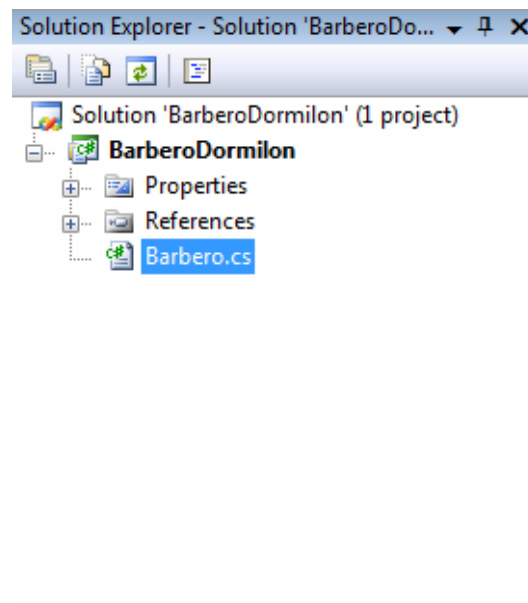 Solution Explorer - Solution 'BarberoDo...
Solution 'BarberoDormilon' (1 project)
BarberoDormilon
Properties
References
Barbero.cs